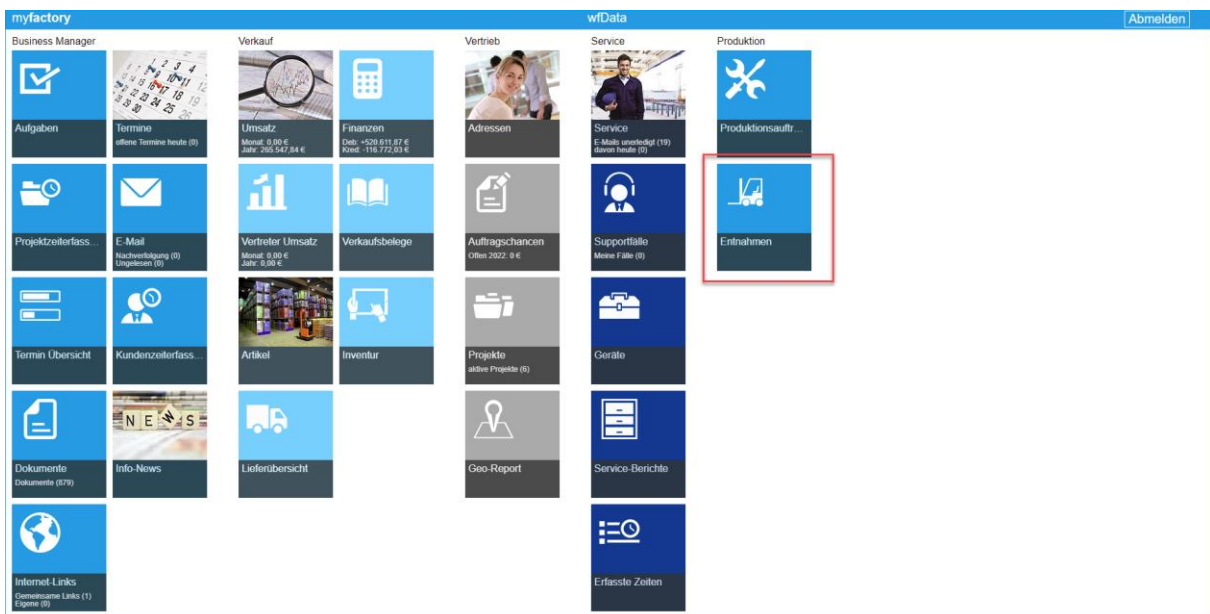 myfactory
wfData
Abmelden
Business Manager
Aufgaben
Termine
offene Termine heute (0)
Projektzeiterfass...
E-Mail
Nachverfolgung (0)
Ungelesen (0)
Termin Übersicht
Kundenzeiterfass...
Dokumente
Dokumente (879)
NEWS
Info-News
Internet-Links
Gemeinsame Links (1)
Eigene (0)
Verkauf
Umsatz
Monat: 0,00 €
Jahr: 265.547,84 €
Finanzen
Deb: +520.611,87 €
Kred: -116.772,03 €
Vertreter Umsatz
Monat: 0,00 €
Jahr: 0,00 €
Verkaufsbelege
Artikel
Inventur
Lieferübersicht
Vertrieb
Adressen
Auftragschancen
Offen 2022: 0 €
Projekte
aktive Projekte (6)
Geo-Report
Service
Service
E-Mails unerledigt (19)
davon heute (0)
Supportfälle
Meine Fälle (0)
Geräte
Service-Berichte
Erfasste Zeiten
Produktion
Produktionsauftr...
Entnahmen